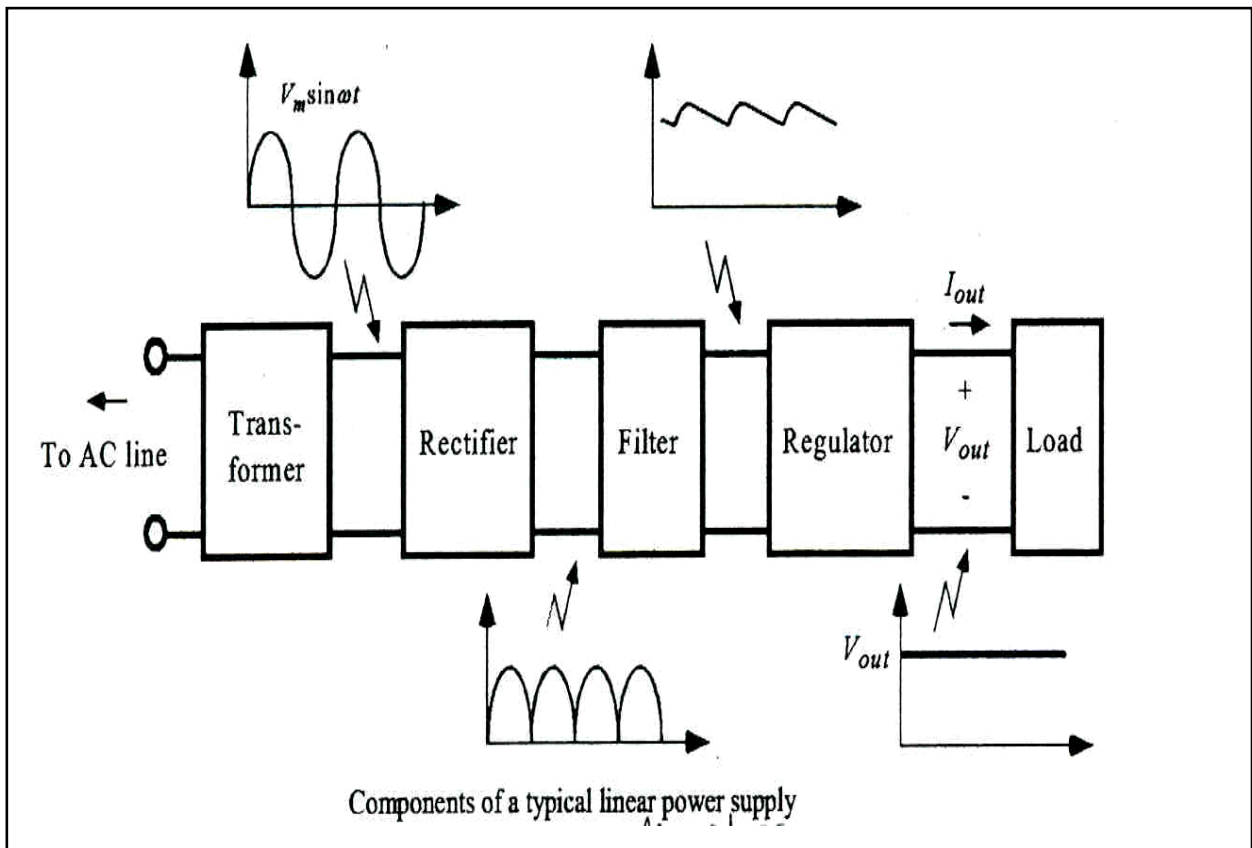 V_m sinωt
I_out
To AC line
Trans-
former
Rectifier
Filter
Regulator
+
V_out
-
Load
V_out
Components of a typical linear power supply